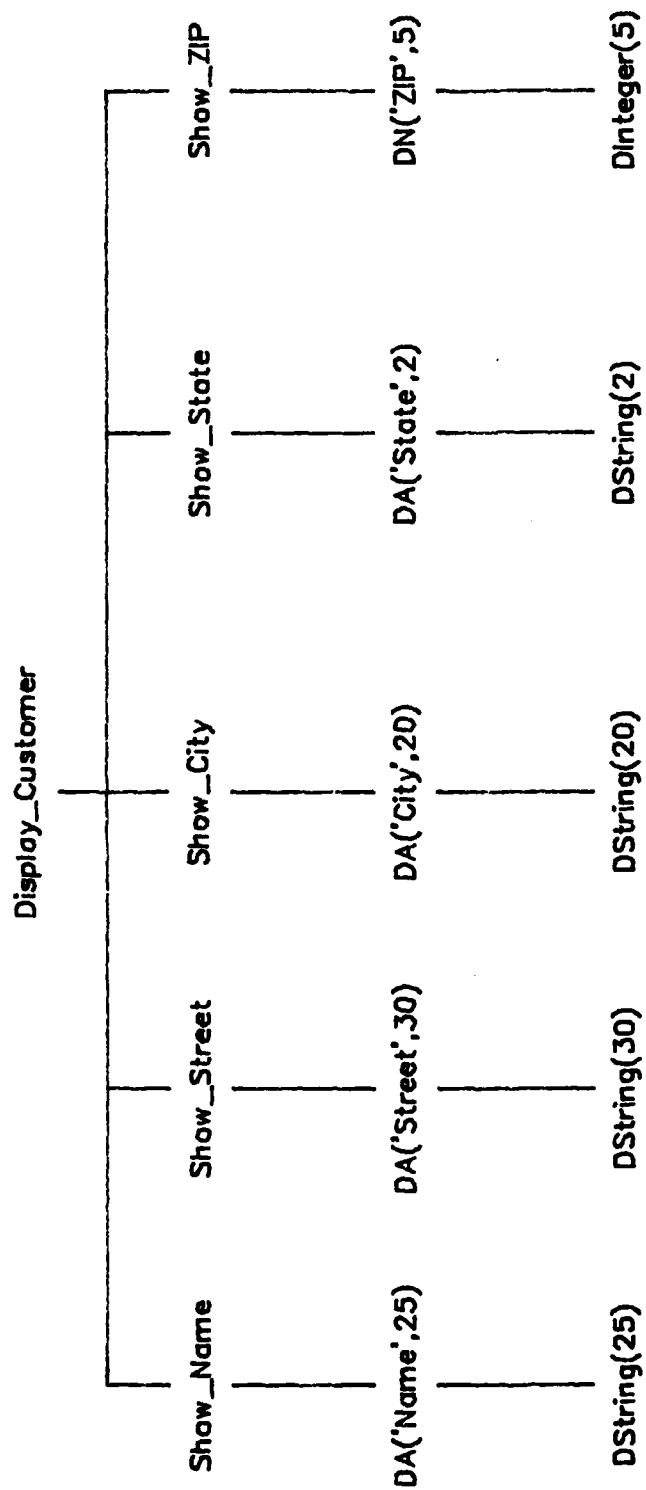 Display_Customer
Show_Name Show_Street Show_City Show_State Show_ZIP
DA('Name',25) DA('Street',30) DA('City',20) DA('State',2) DN('ZIP',5)
DString(25) DString(30) DString(20) DString(2) DInteger(5)